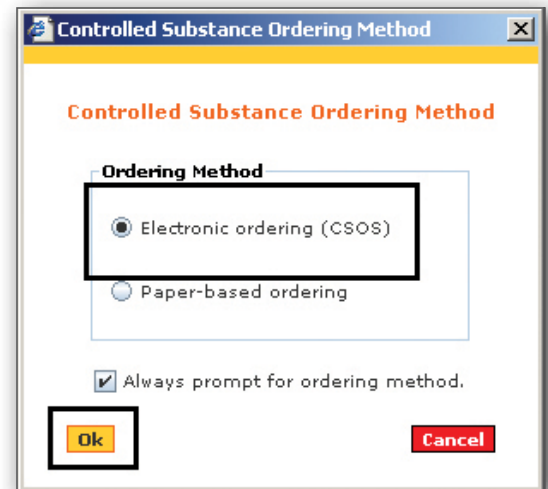 Controlled Substance Ordering Method
Controlled Substance Ordering Method
Ordering Method
Electronic ordering (CSOS)
Paper-based ordering
Always prompt for ordering method.
Ok Cancel